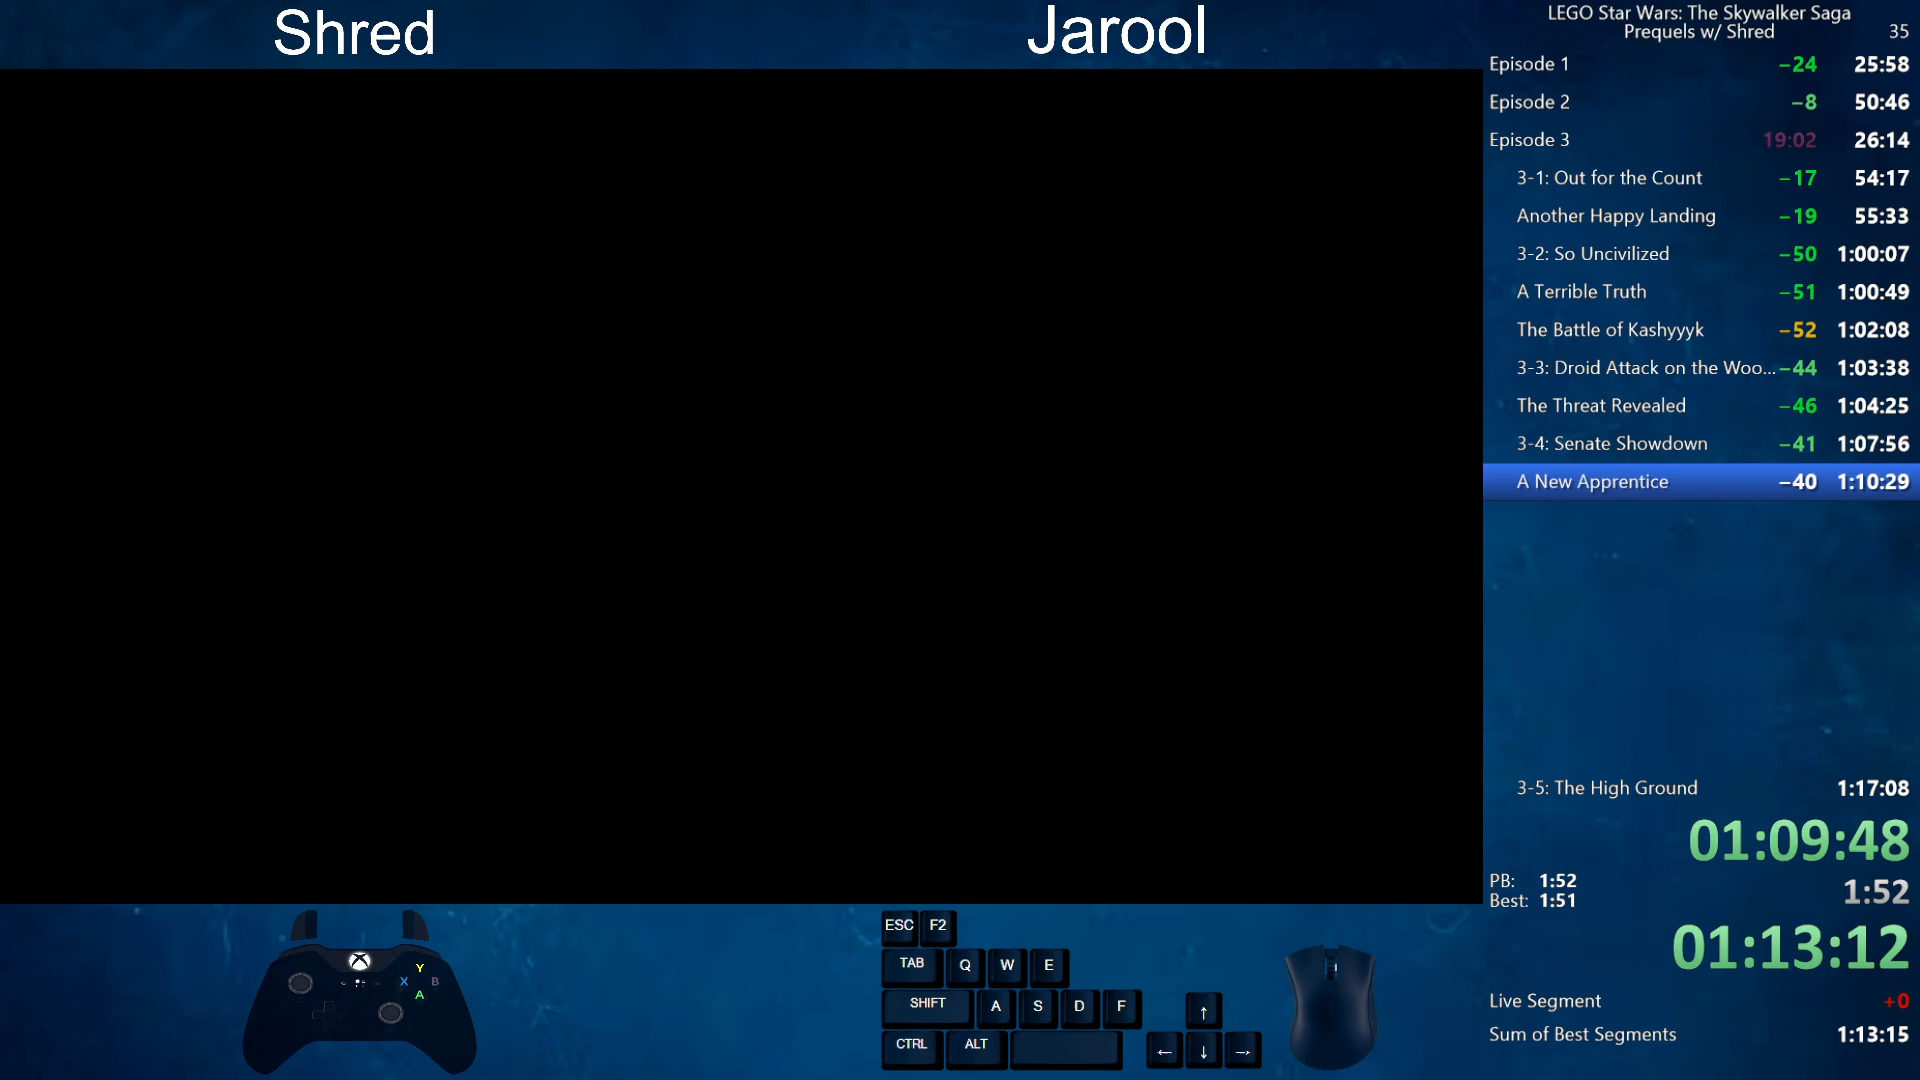 Shred
Jarool
LEGO Star Wars: The Skywalker Saga
Prequels w/ Shred 35
Episode 1 −24 25:58
Episode 2 −8 50:46
Episode 3 19:02 26:14
3-1: Out for the Count −17 54:17
Another Happy Landing −19 55:33
3-2: So Uncivilized −50 1:00:07
A Terrible Truth −51 1:00:49
The Battle of Kashyyyk −52 1:02:08
3-3: Droid Attack on the Woo... −44 1:03:38
The Threat Revealed −46 1:04:25
3-4: Senate Showdown −41 1:07:56
A New Apprentice −40 1:10:29
3-5: The High Ground 1:17:08
01:09:48
PB: 1:52
Best: 1:51
1:52
01:13:12
Live Segment +0
Sum of Best Segments 1:13:15
Y
X B
A
ESC F2
TAB Q W E
SHIFT A S D F ↑
CTRL ALT ← ↓ →